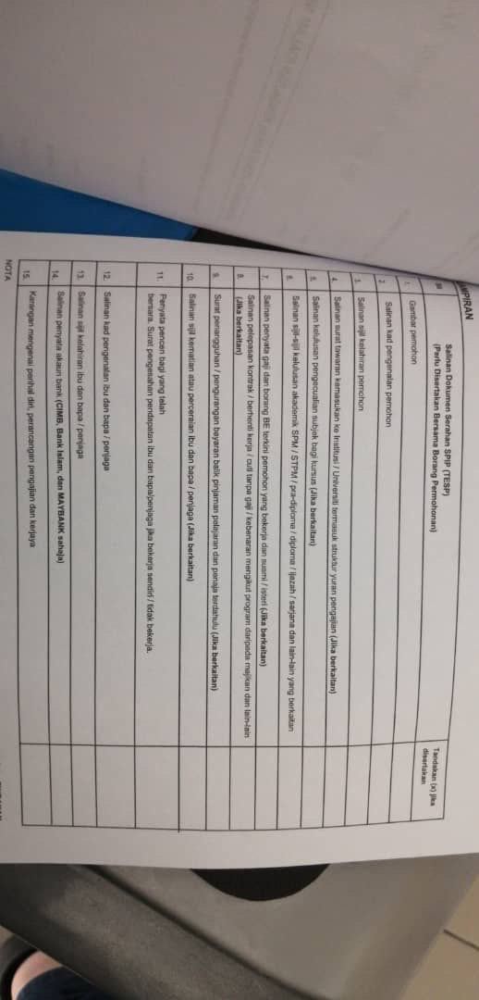 LAMPIRAN
Bil
Salinan Dokumen Serahan SPIP (TESP)
(Perlu Disertakan Bersama Borang Permohonan)
Tandakan (x) jika
disertakan
1. Gambar pemohon
2. Salinan kad pengenalan pemohon
3. Salinan sijil kelahiran pemohon
4. Salinan surat tawaran kemasukan ke Institusi / Universiti termasuk struktur yuran pengajian (Jika berkaitan)
5. Salinan kelulusan pengecualian subjek bagi kursus (Jika berkaitan)
6. Salinan sijil-sijil kelulusan akademik SPM / STPM / pra-diploma / diploma / ijazah / sarjana dan lain-lain yang berkaitan
7. Salinan penyata gaji dan borang BE terkini pemohon yang bekerja dan suami / isteri (Jika berkaitan)
8. Salinan pelepasan kontrak / berhenti kerja / cuti tanpa gaji / kebenaran mengikut program daripada majikan dan lain-lain
(Jika berkaitan)
9. Surat penangguhan / pengurangan bayaran balik pinjaman pelajaran dan penaja terdahulu (Jika berkaitan)
10. Salinan sijil kematian atau perceraian ibu dan bapa / penjaga (Jika berkaitan)
11. Penyata pencen bagi yang telah
bersara. Surat pengesahan pendapatan ibu dan bapa/penjaga jika bekerja sendiri / tidak bekerja.
12. Salinan kad pengenalan ibu dan bapa / penjaga
13. Salinan sijil kelahiran ibu dan bapa / penjaga
14. Salinan penyata akaun bank (CIMB, Bank Islam, dan MAYBANK sahaja)
15. Karangan mengenai perihal diri, perancangan pengajian dan kerjaya
NOTA